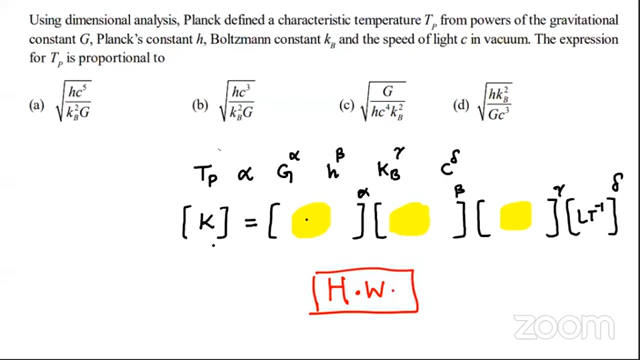 Using dimensional analysis, Planck defined a characteristic temperature T_P from powers of the gravitational
constant G, Planck's constant h, Boltzmann constant k_B and the speed of light c in vacuum. The expression
for T_P is proportional to
(a) √(hc⁵/k_B²G) (b) √(hc³/k_B²G) (c) √(G/hc⁴k_B²) (d) √(hk_B²/Gc³)
T_P ∝ G^α h^β K_B^γ C^δ
[K] = [ ]^α [ ]^β [ ]^γ [LT⁻¹]^δ
H.W.
zoom